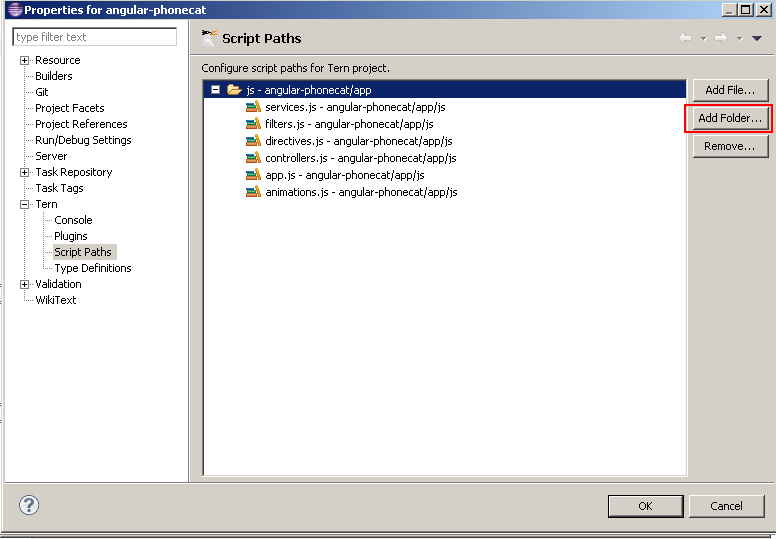 Properties for angular-phonecat
type filter text
Resource
Builders
Git
Project Facets
Project References
Run/Debug Settings
Server
Task Repository
Task Tags
Tern
Console
Plugins
Script Paths
Type Definitions
Validation
WikiText
Script Paths
Configure script paths for Tern project.
js - angular-phonecat/app
services.js - angular-phonecat/app/js
filters.js - angular-phonecat/app/js
directives.js - angular-phonecat/app/js
controllers.js - angular-phonecat/app/js
app.js - angular-phonecat/app/js
animations.js - angular-phonecat/app/js
Add File...
Add Folder...
Remove...
?
OK
Cancel